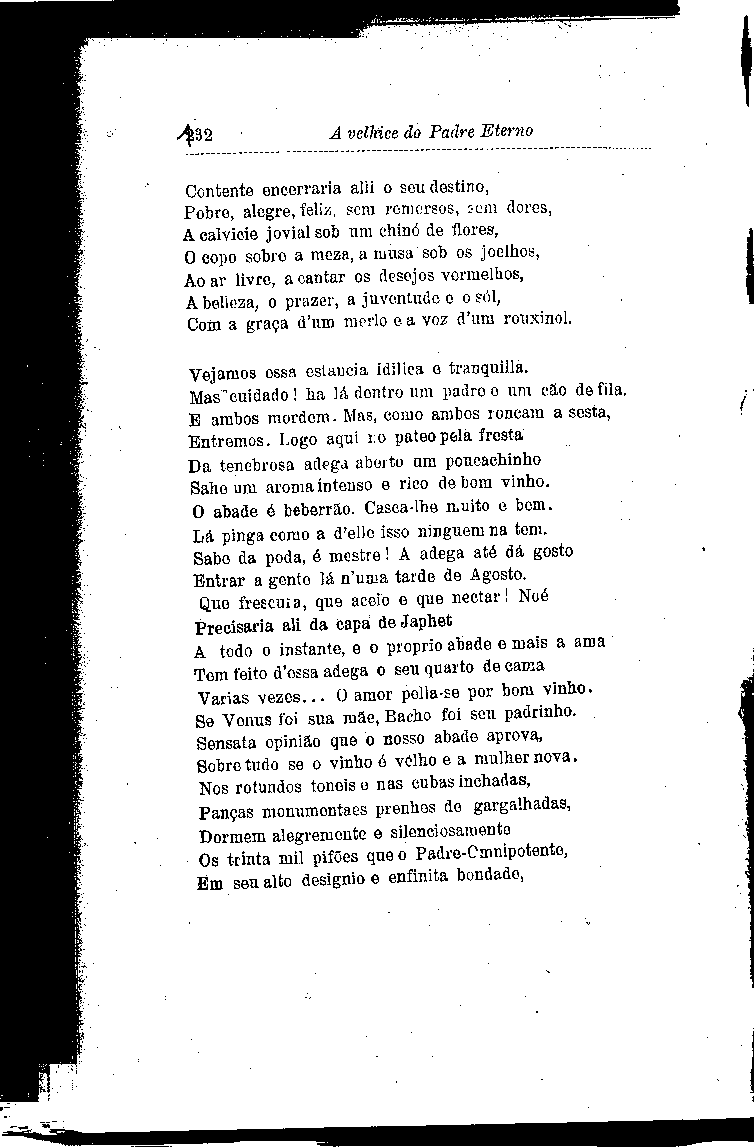 232 A velhice do Padre Eterno
Contente encerraria alli o seu destino,
Pobre, alegre, feliz, sem remorsos, sem dores,
A calvicie jovial sob um chinó de flores,
O copo sobre a meza, a musa sob os joelhos,
Ao ar livre, a cantar os desejos vermelhos,
A belleza, o prazer, a juventude e o sól,
Com a graça d'um merlo e a voz d'um rouxinol.
Vejamos essa estancia idilica e tranquilla.
Mas cuidado! ha lá dentro um padre e um cão de fila.
E ambos mordem. Mas, como ambos roncam a sesta,
Entremos. Logo aqui no pateo pela fresta
Da tenebrosa adega aberto um poucachinho
Sahe um aroma intenso e rico de bom vinho.
O abade é beberrão. Casca-lhe muito e bem.
Lá pinga como a d'elle isso ninguem na tem.
Sabe da poda, é mestre! A adega até dá gosto
Entrar a gente lá n'uma tarde de Agosto.
Que frescura, que aceio e que nectar! Noé
Precisaria ali da capa de Japhet
A todo o instante, e o proprio abade e mais a ama
Tem feito d'essa adega o seu quarto de cama
Varias vezes... O amor pella-se por bom vinho.
Se Venus foi sua mãe, Bacho foi seu padrinho.
Sensata opinião que o nosso abade aprova,
Sobre tudo se o vinho é velho e a mulher nova.
Nos rotundos toneis e nas cubas inchadas,
Panças monumentaes prenhes de gargalhadas,
Dormem alegremente e silenciosamente
Os trinta mil pifões que o Padre-Omnipotente,
Em seu alto designio e enfinita bondade,